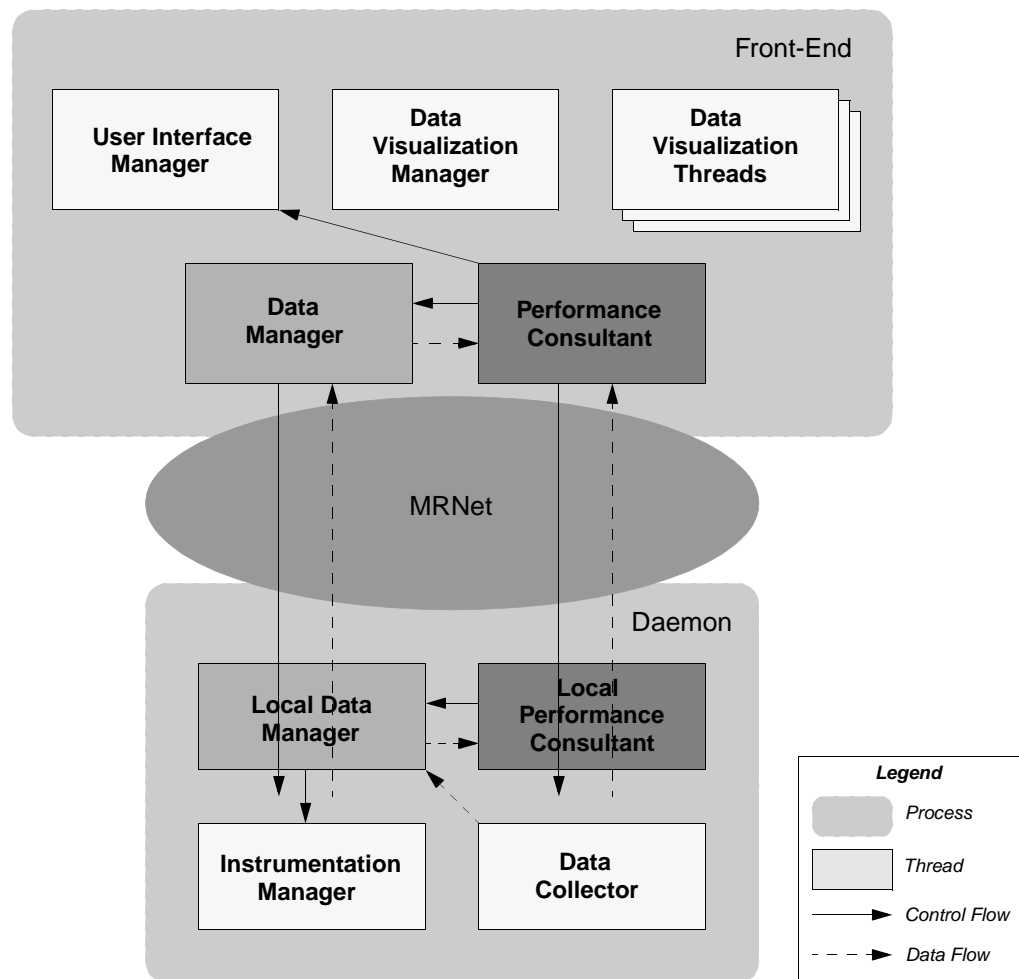 Front-End
User Interface
Manager
Data
Visualization
Manager
Data
Visualization
Threads
Data
Manager
Performance
Consultant
MRNet
Daemon
Local Data
Manager
Local
Performance
Consultant
Instrumentation
Manager
Data
Collector
Legend
Process
Thread
Control Flow
Data Flow